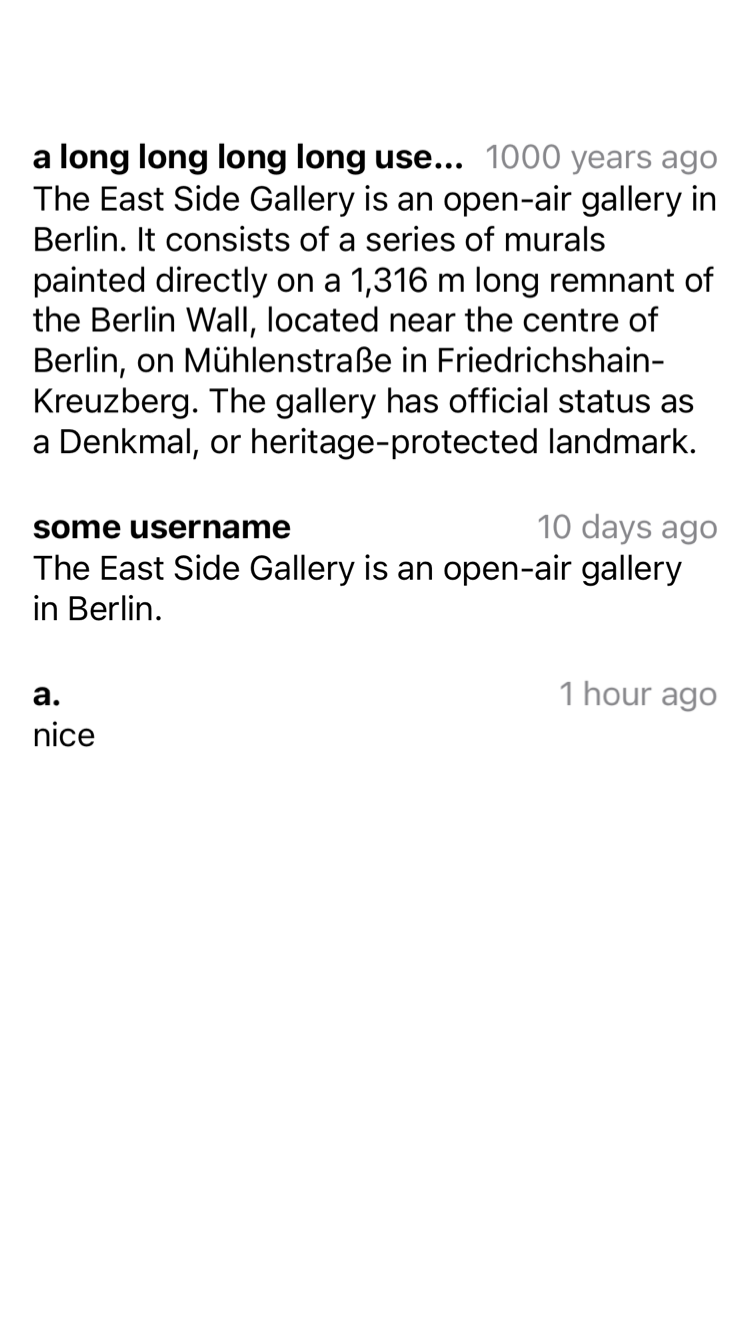 a long long long long use... 1000 years ago
The East Side Gallery is an open-air gallery in
Berlin. It consists of a series of murals
painted directly on a 1,316 m long remnant of
the Berlin Wall, located near the centre of
Berlin, on Mühlenstraße in Friedrichshain-
Kreuzberg. The gallery has official status as
a Denkmal, or heritage-protected landmark.
some username 10 days ago
The East Side Gallery is an open-air gallery
in Berlin.
a. 1 hour ago
nice